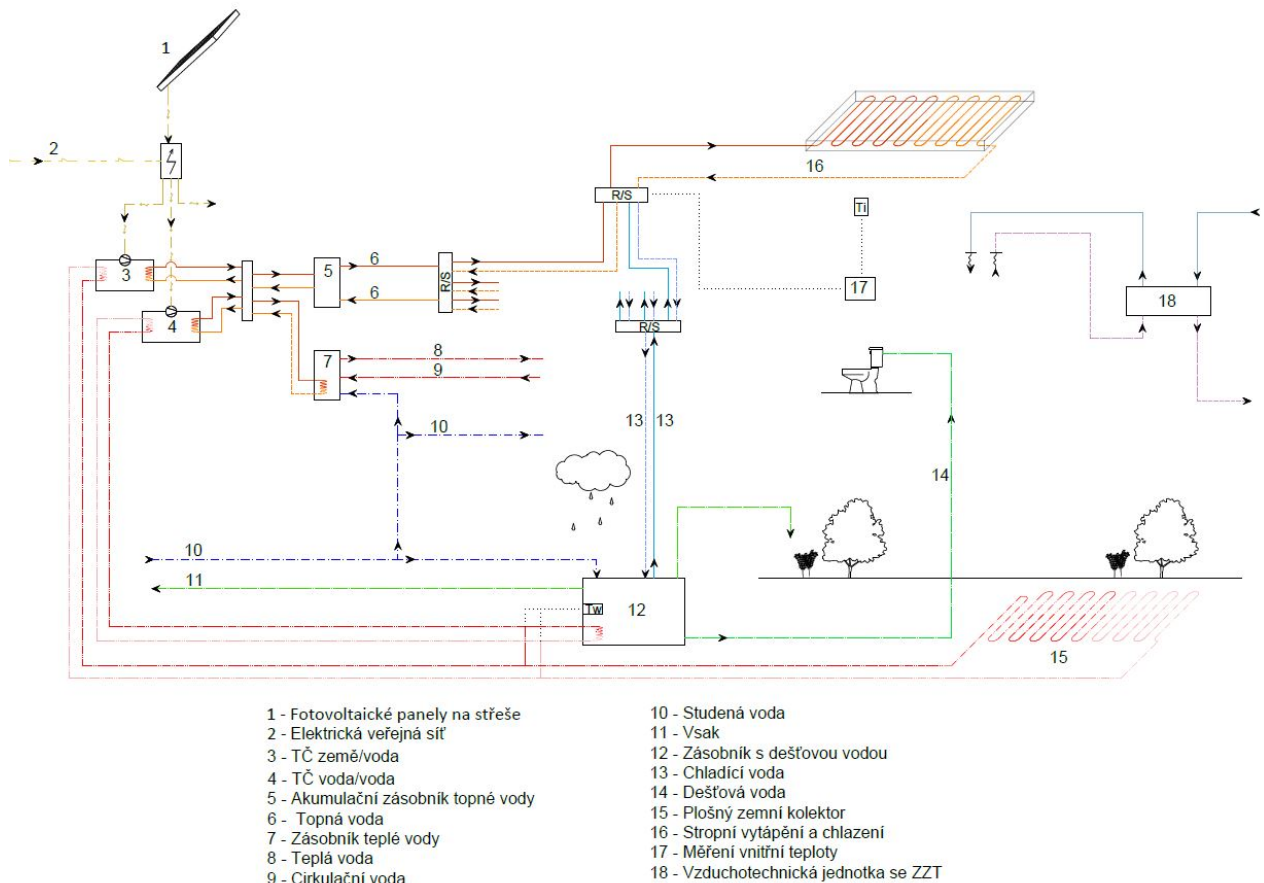 1
2
16
R/S
Ti
3
5
6
6
R/S
17
18
4
R/S
7
8
9
10
13
13
14
10
11
12
Tw
15
1 - Fotovoltaické panely na střeše
2 - Elektrická veřejná síť
3 - TČ země/voda
4 - TČ voda/voda
5 - Akumulační zásobník topné vody
6 - Topná voda
7 - Zásobník teplé vody
8 - Teplá voda
9 - Cirkulační voda
10 - Studená voda
11 - Vsak
12 - Zásobník s dešťovou vodou
13 - Chladící voda
14 - Dešťová voda
15 - Plošný zemní kolektor
16 - Stropní vytápění a chlazení
17 - Měření vnitřní teploty
18 - Vzduchotechnická jednotka se ZZT